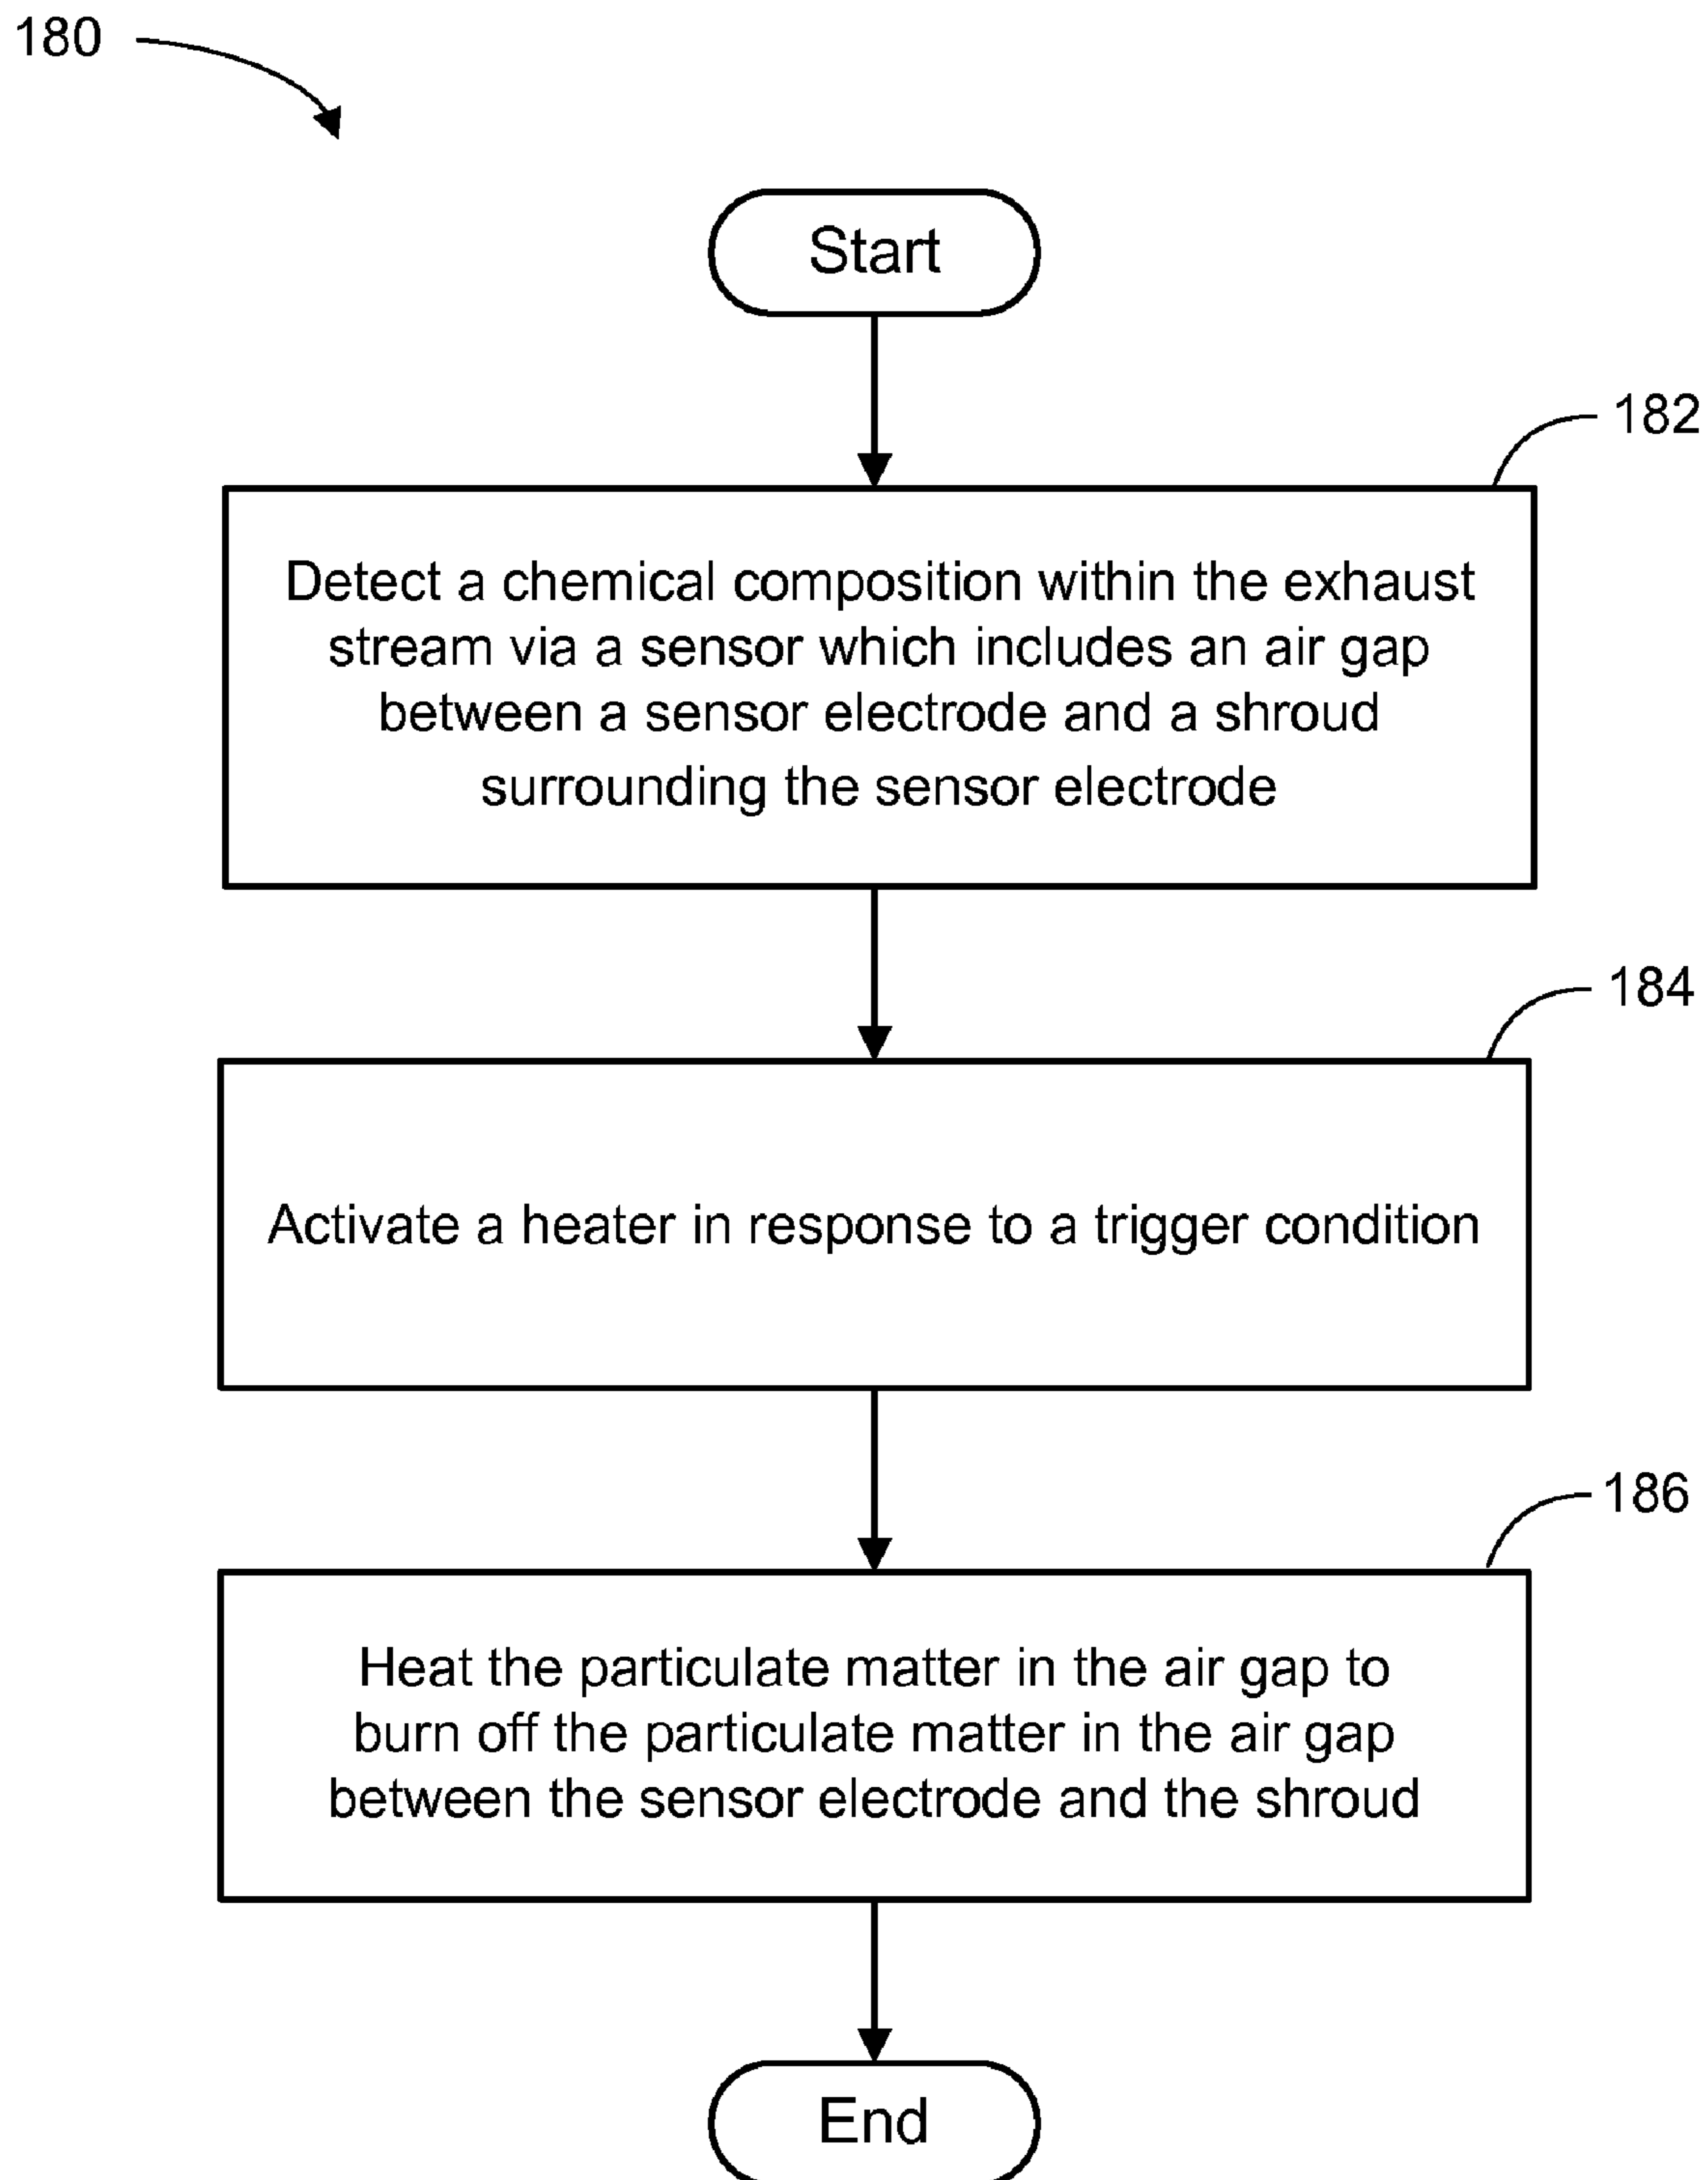 180
Start
182
Detect a chemical composition within the exhaust
stream via a sensor which includes an air gap
between a sensor electrode and a shroud
surrounding the sensor electrode
184
Activate a heater in response to a trigger condition
186
Heat the particulate matter in the air gap to
burn off the particulate matter in the air gap
between the sensor electrode and the shroud
End